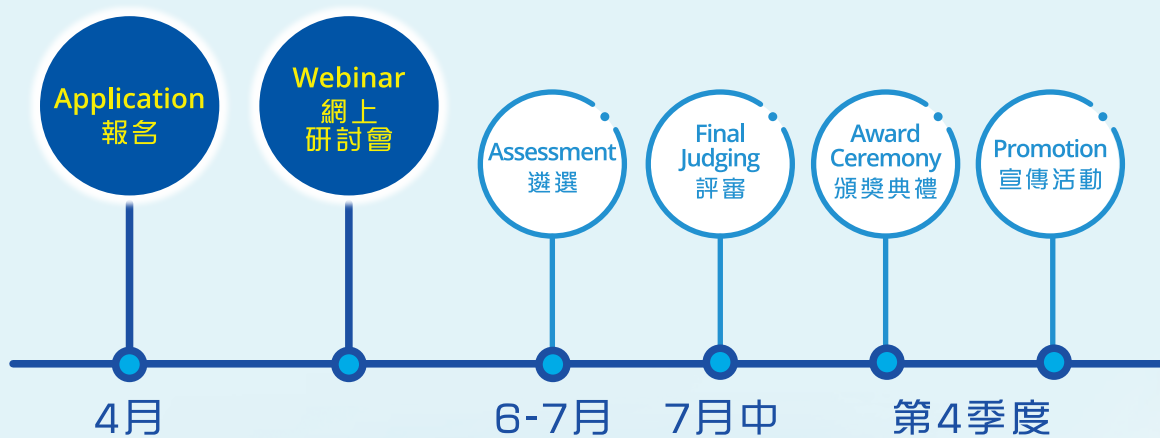 Application
報名
Webinar
網上
研討會
Assessment
遴選
Final
Judging
評審
Award
Ceremony
頒獎典禮
Promotion
宣傳活動
4月
6-7月
7月中
第4季度